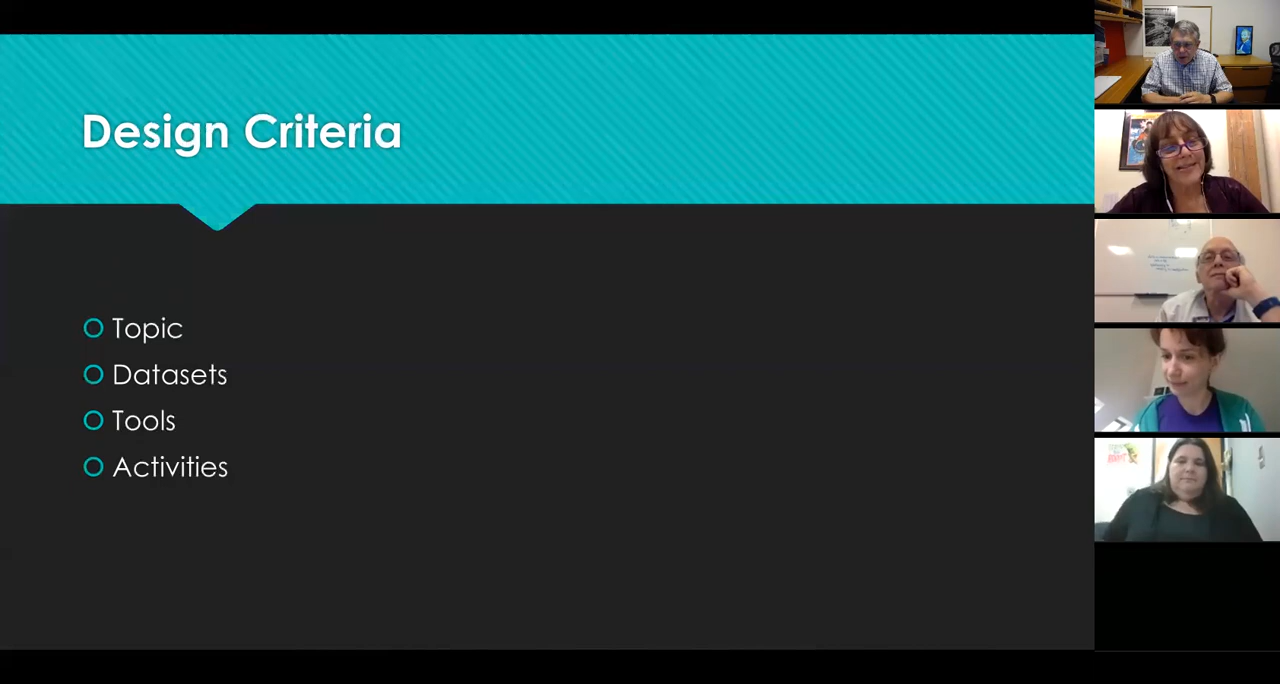 Design Criteria
Topic
Datasets
Tools
Activities